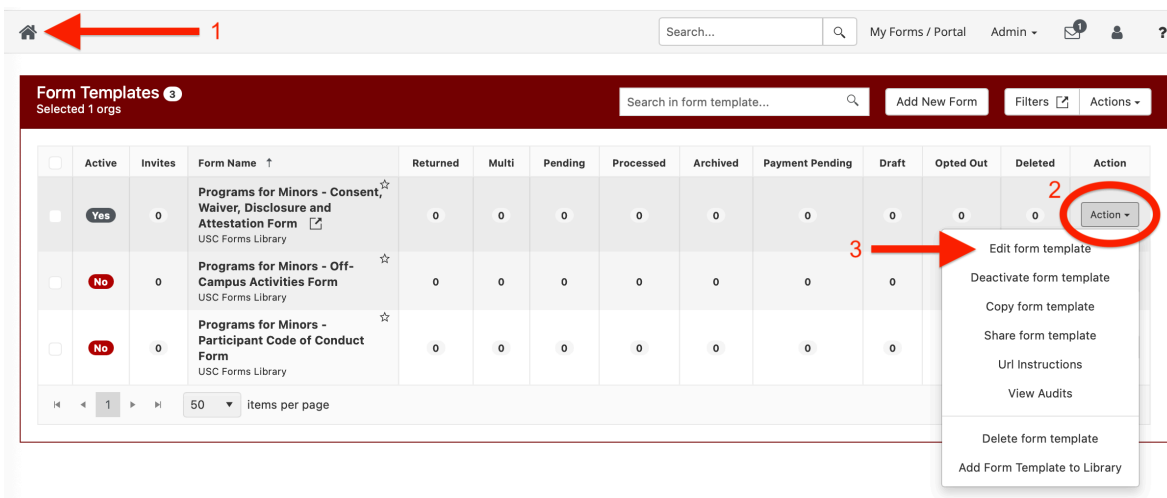 1
Search...
My Forms / Portal
Admin
1
?
Form Templates 3
Selected 1 orgs
Search in form template...
Add New Form
Filters
Actions
Active Invites Form Name ↑ Returned Multi Pending Processed Archived Payment Pending Draft Opted Out Deleted Action
2
Programs for Minors - Consent,
Waiver, Disclosure and
Attestation Form
USC Forms Library
Yes 0 0 0 0 0 0 0 0 0 0 Action
3
Edit form template
Programs for Minors - Off-
Campus Activities Form
USC Forms Library
No 0 0 0 0 0 0 0 0
Deactivate form template
Copy form template
Programs for Minors -
Participant Code of Conduct
Form
USC Forms Library
No 0 0 0 0 0 0 0 0
Share form template
Url Instructions
View Audits
1
50 items per page
Delete form template
Add Form Template to Library